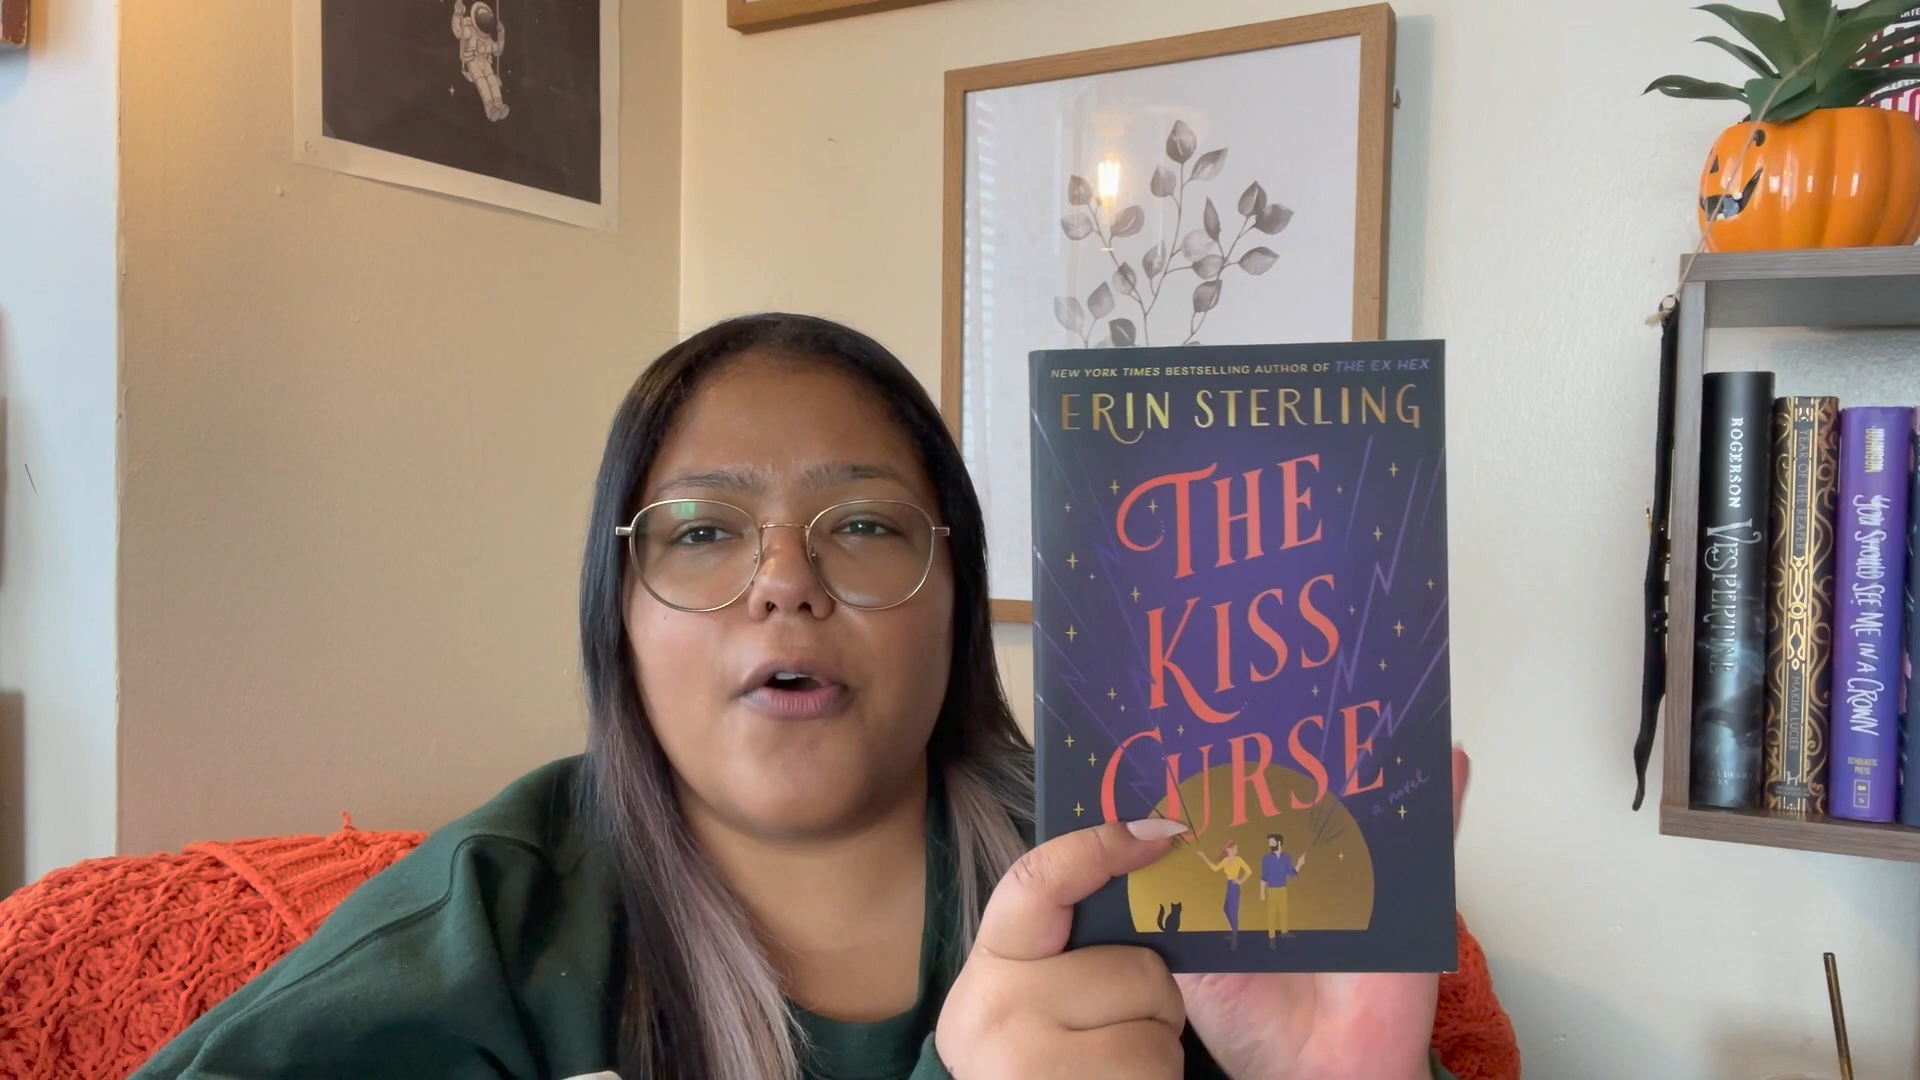 NEW YORK TIMES BESTSELLING AUTHOR OF THE EX HEX
ERIN STERLING
THE
KISS
CURSE
a novel
ROGERSON VESPERTINE
YEAR OF THE REAPER MAKIIA LUCIER
JOHNSON YOU SHOULD SEE ME IN A CROWN SCHOLASTIC PRESS